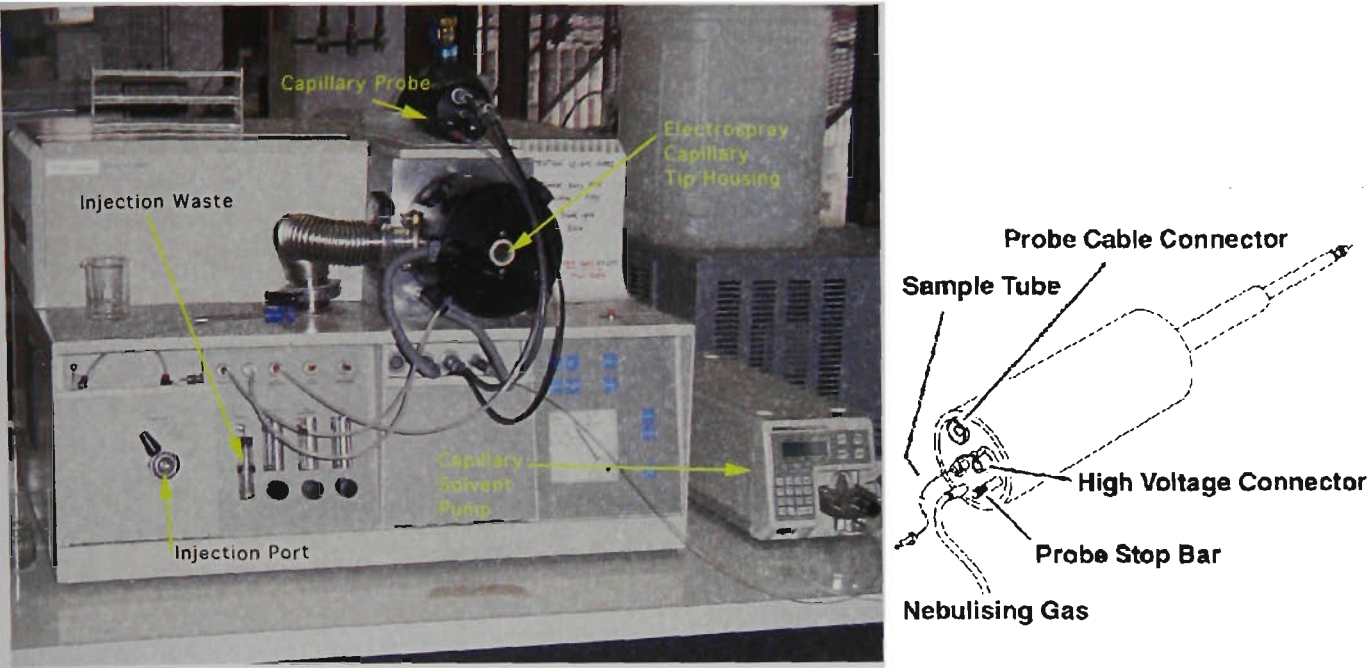 Capillary Probe
Electrospray
Capillary
Tip Housing
Injection Waste
Capillary
Solvent
Pump
Injection Port
Probe Cable Connector
Sample Tube
High Voltage Connector
Probe Stop Bar
Nebulising Gas